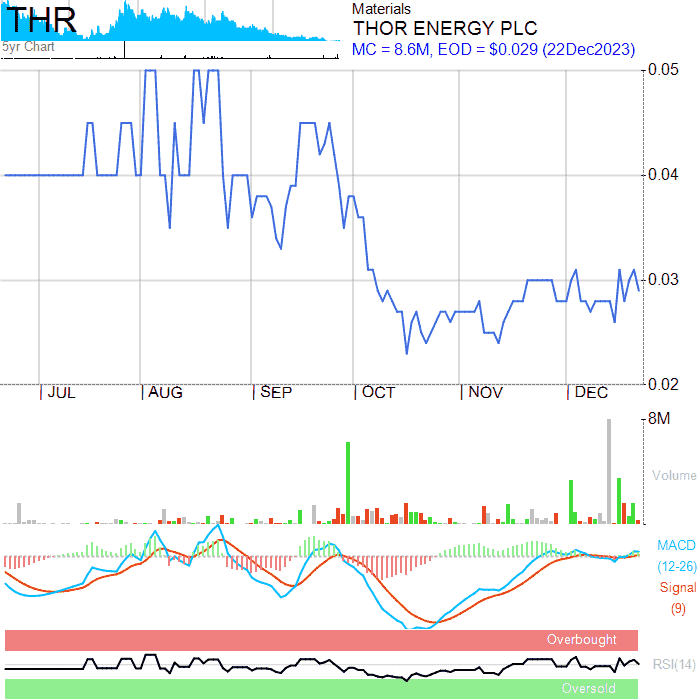 THR
5yr Chart
Materials
THOR ENERGY PLC
MC = 8.6M, EOD = $0.029 (22Dec2023)
0.05
0.04
0.03
0.02
JUL AUG SEP OCT NOV DEC
8M
Volume
MACD
(12-26)
Signal
(9)
Overbought
RSI(14)
Oversold